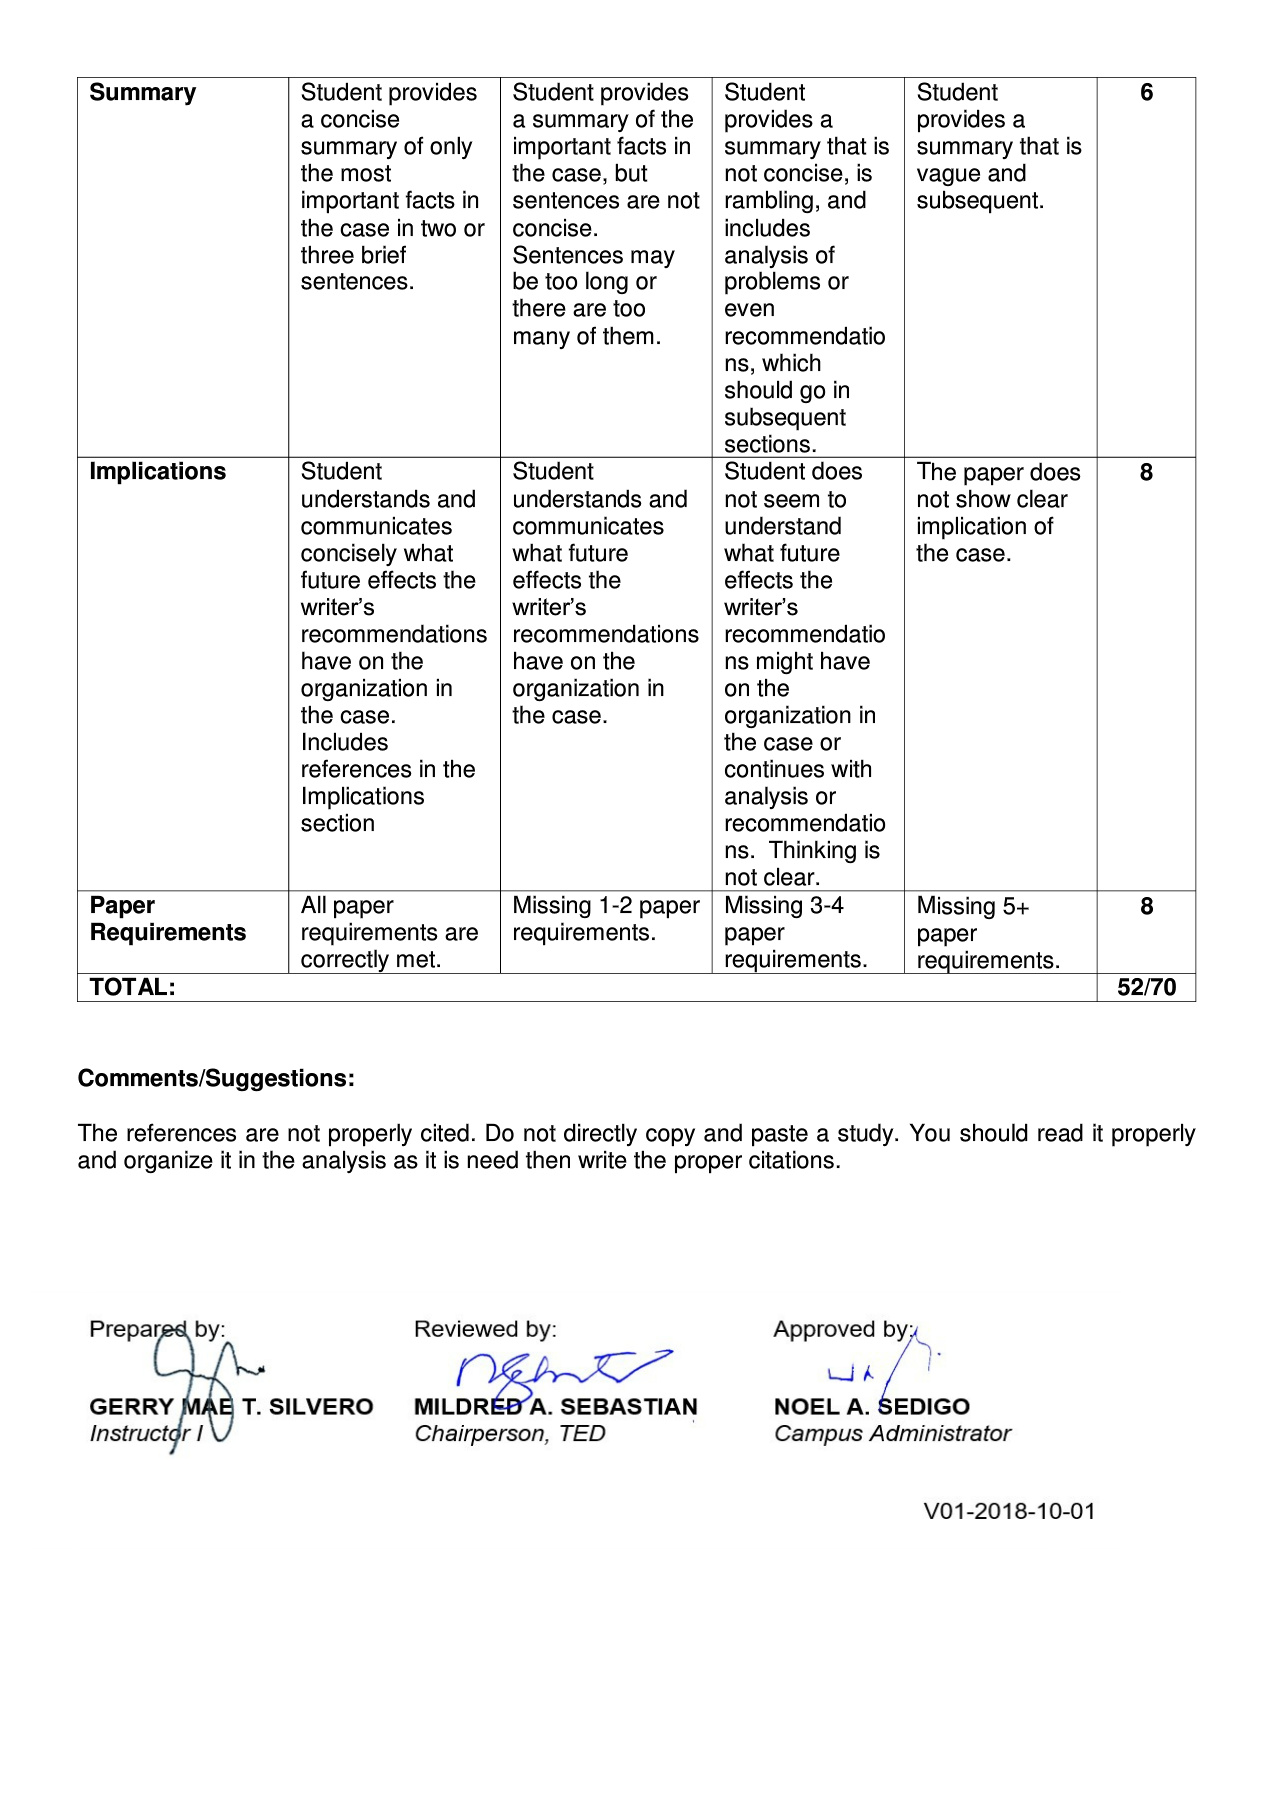 Summary
Student provides
a concise
summary of only
the most
important facts in
the case in two or
three brief
sentences.
Student provides
a summary of the
important facts in
the case, but
sentences are not
concise.
Sentences may
be too long or
there are too
many of them.
Student
provides a
summary that is
not concise, is
rambling, and
includes
analysis of
problems or
even
recommendatio
ns, which
should go in
subsequent
sections.
Student
provides a
summary that is
vague and
subsequent.
6
Implications
Student
understands and
communicates
concisely what
future effects the
writer’s
recommendations
have on the
organization in
the case.
Includes
references in the
Implications
section
Student
understands and
communicates
what future
effects the
writer’s
recommendations
have on the
organization in
the case.
Student does
not seem to
understand
what future
effects the
writer’s
recommendatio
ns might have
on the
organization in
the case or
continues with
analysis or
recommendatio
ns.  Thinking is
not clear.
The paper does
not show clear
implication of
the case.
8
Paper
Requirements
All paper
requirements are
correctly met.
Missing 1-2 paper
requirements.
Missing 3-4
paper
requirements.
Missing 5+
paper
requirements.
8
TOTAL:
52/70
Comments/Suggestions:
The references are not properly cited. Do not directly copy and paste a study. You should read it properly
and organize it in the analysis as it is need then write the proper citations.
Prepared by:
GERRY MAE T. SILVERO
Instructor I
Reviewed by:
MILDRED A. SEBASTIAN
Chairperson, TED
Approved by:
NOEL A. SEDIGO
Campus Administrator
V01-2018-10-01